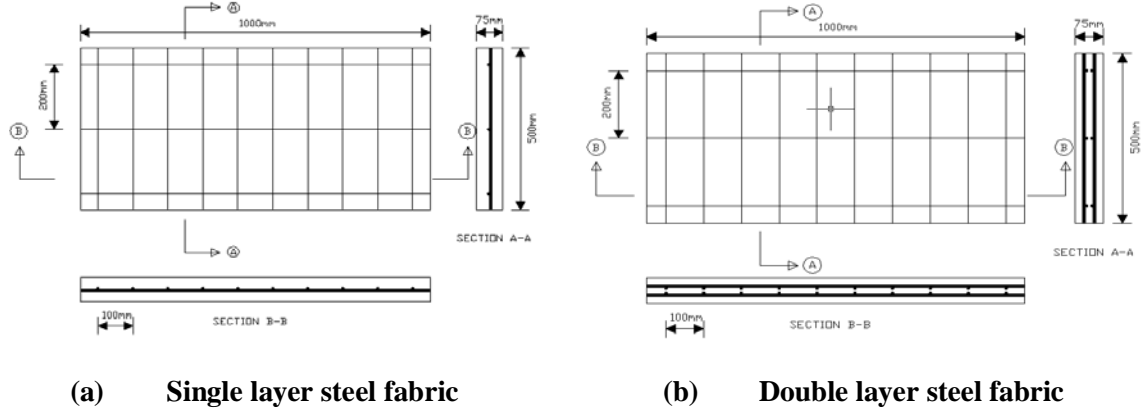 A
1000mm
75mm
200mm
B
B
500mm
SECTION A-A
A
100mm
SECTION B-B
(a) Single layer steel fabric
A
1000mm
75mm
200mm
B
B
500mm
SECTION A-A
A
100mm
SECTION B-B
(b) Double layer steel fabric